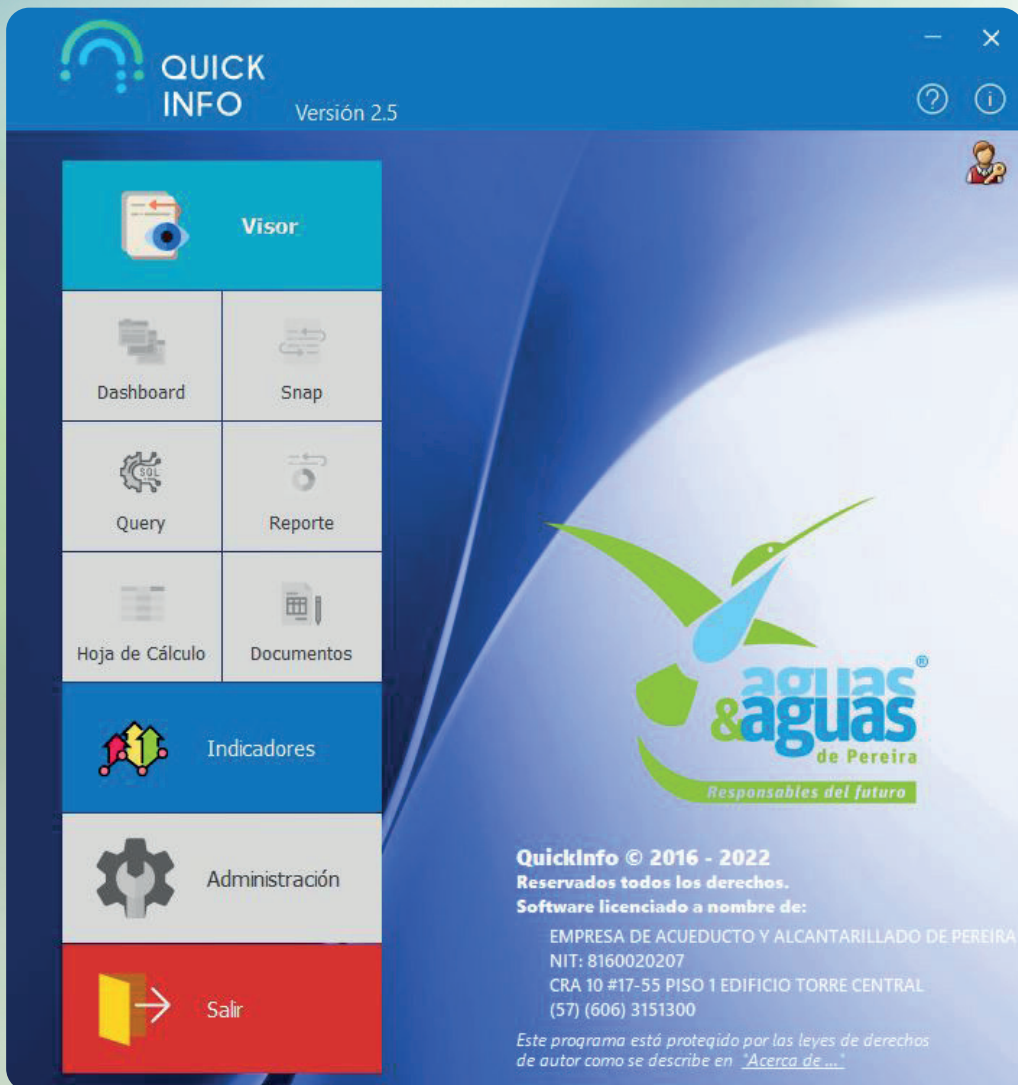 QUICK
INFO
Versión 2.5
Visor
Dashboard
Snap
SQL
Query
Reporte
Hoja de Cálculo
Documentos
Indicadores
Administración
Salir
aguas
&aguas®
de Pereira
Responsables del futuro
QuickInfo © 2016 - 2022
Reservados todos los derechos.
Software licenciado a nombre de:
EMPRESA DE ACUEDUCTO Y ALCANTARILLADO DE PEREIRA
NIT: 8160020207
CRA 10 #17-55 PISO 1 EDIFICIO TORRE CENTRAL
(57) (606) 3151300
Este programa está protegido por las leyes de derechos
de autor como se describe en "Acerca de ..."